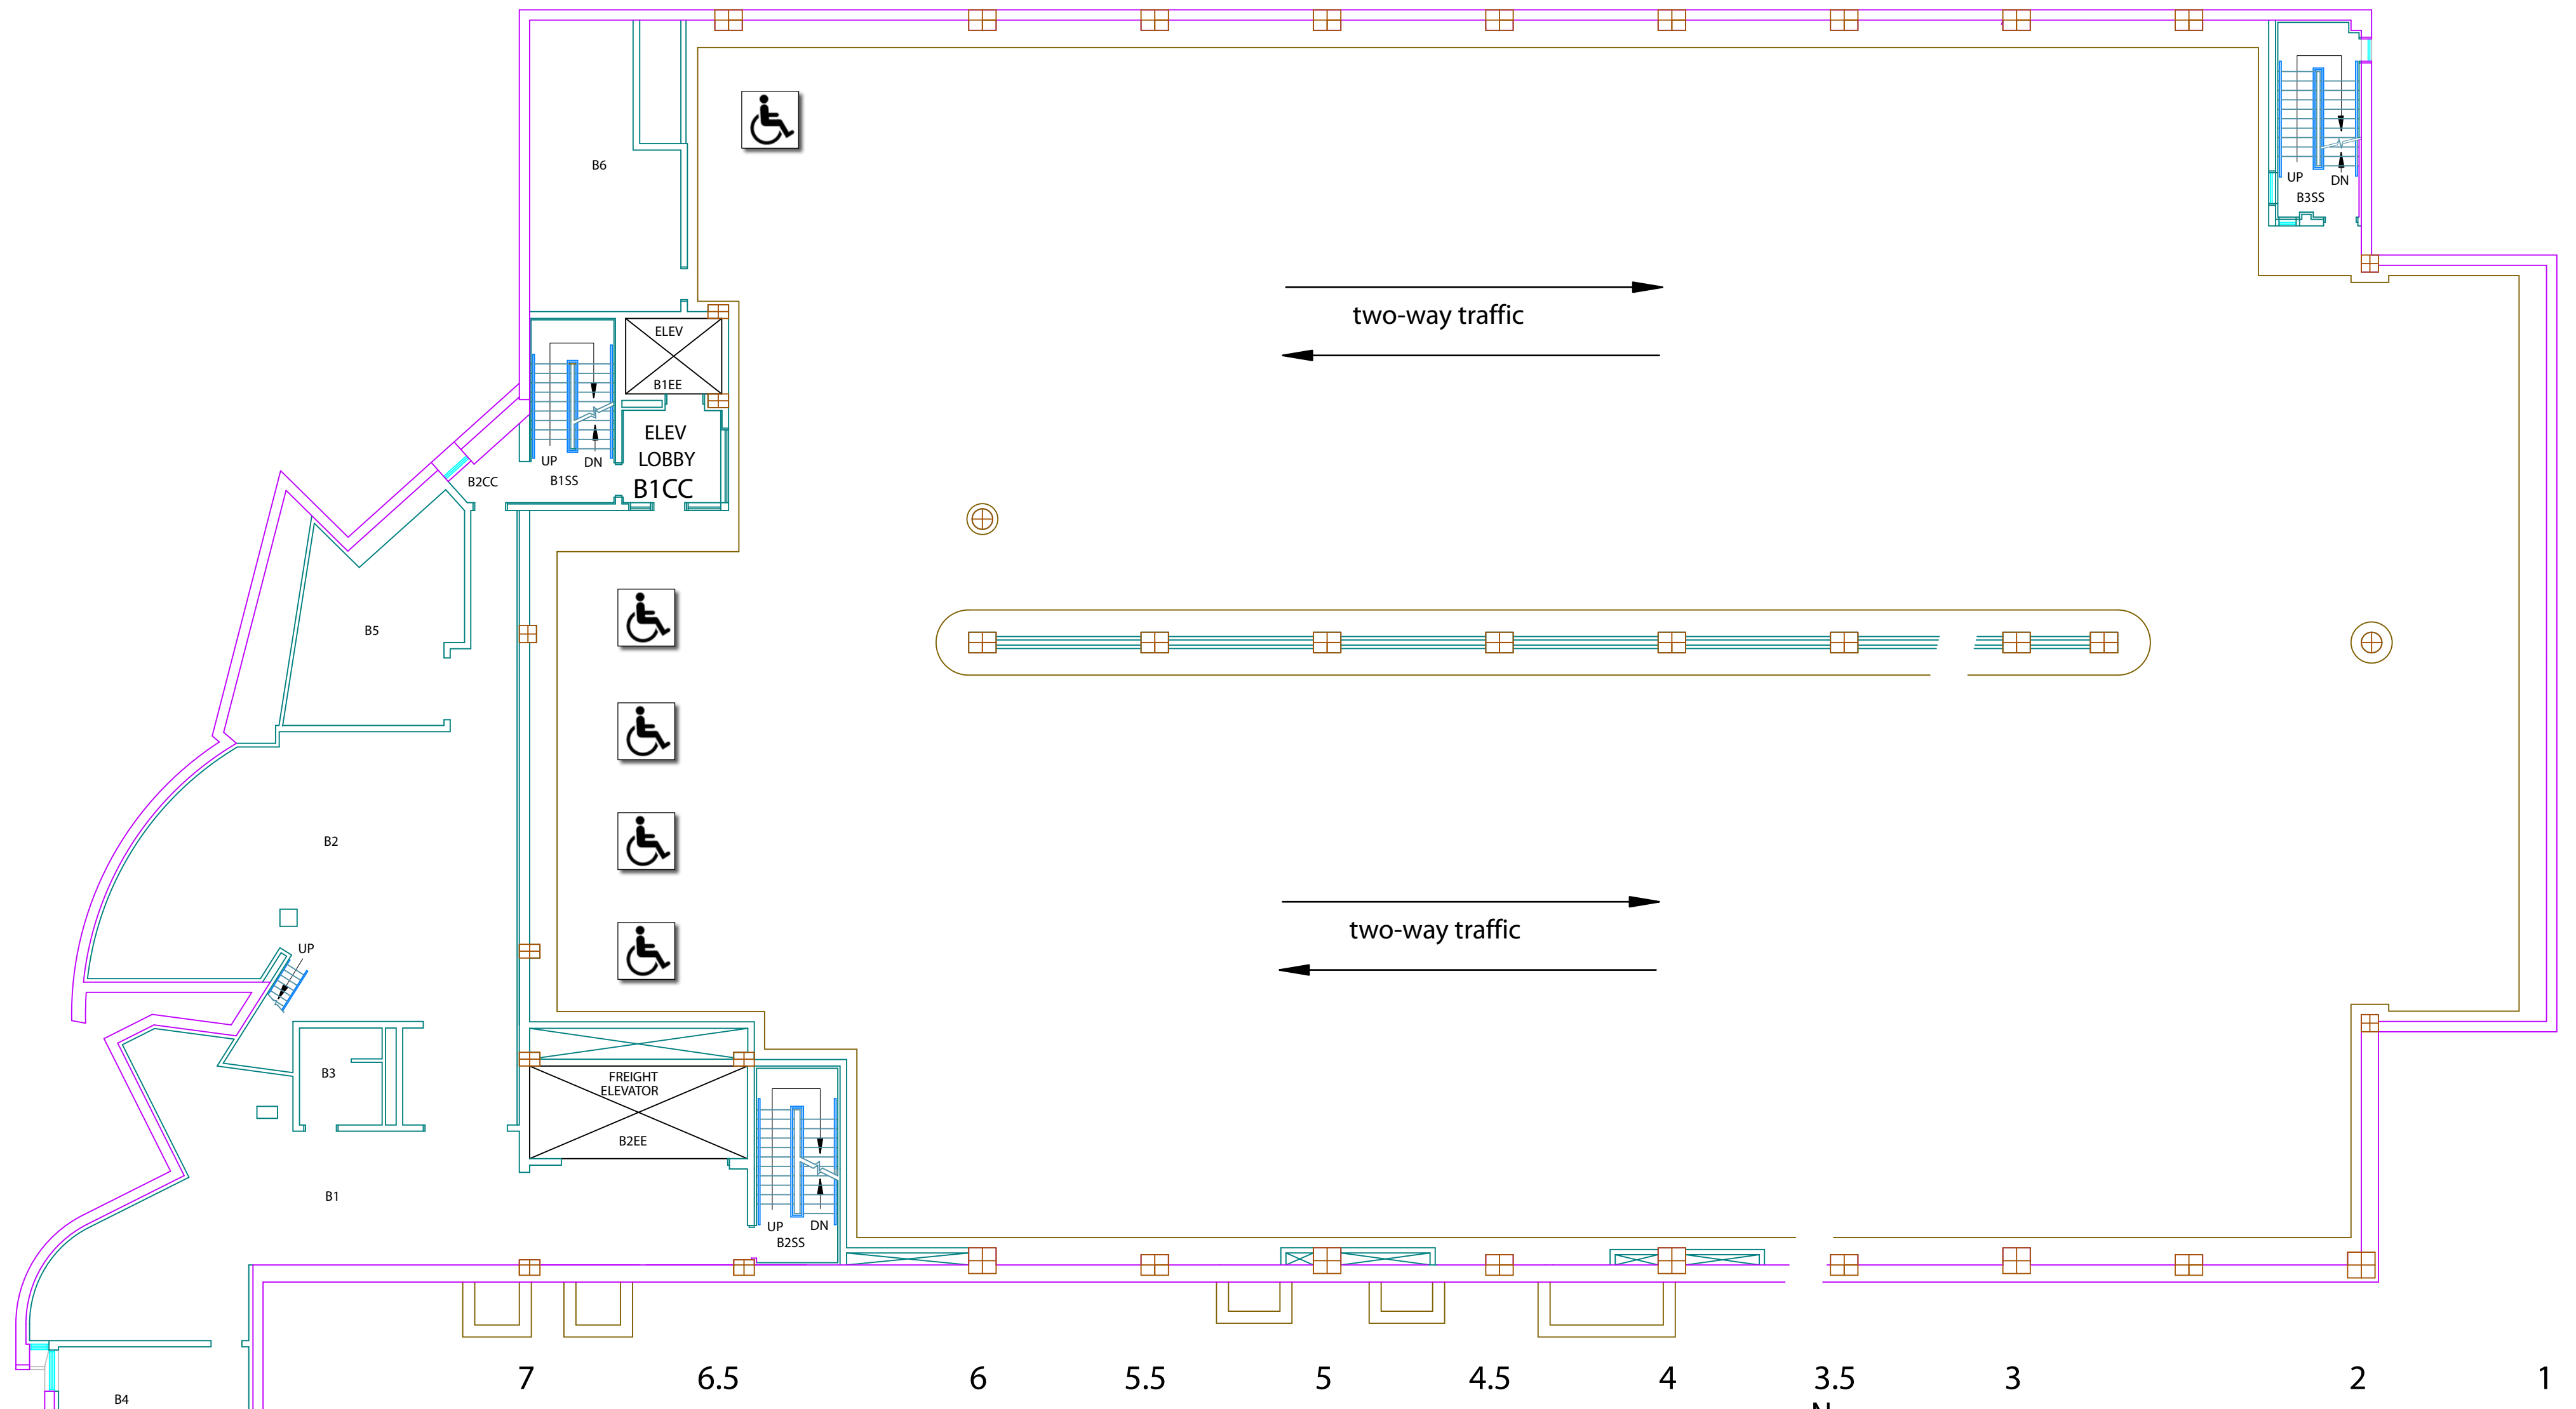 B6
UP
DN
B3SS
ELEV
B1EE
two-way traffic
ELEV
LOBBY
B1CC
UP
DN
B2CC
B1SS
B5
B2
UP
two-way traffic
B3
FREIGHT
ELEVATOR
B2EE
B1
UP
DN
B2SS
7 6.5 6 5.5 5 4.5 4 3.5 3 2 1
B4